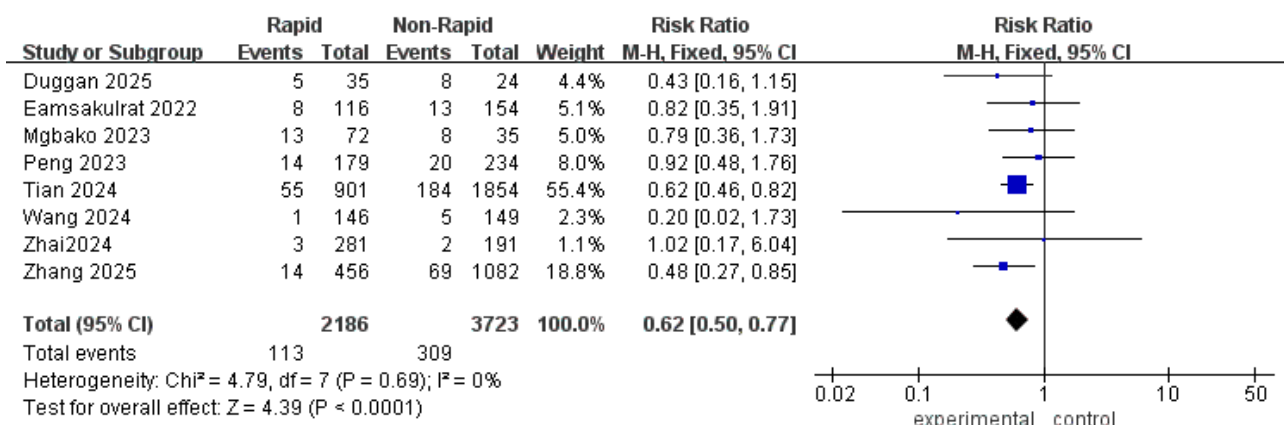 Rapid Non-Rapid Risk Ratio Risk Ratio
Study or Subgroup Events Total Events Total Weight M-H, Fixed, 95% CI M-H, Fixed, 95% CI
Duggan 2025 5 35 8 24 4.4% 0.43 [0.16, 1.15]
Eamsakulrat 2022 8 116 13 154 5.1% 0.82 [0.35, 1.91]
Mgbako 2023 13 72 8 35 5.0% 0.79 [0.36, 1.73]
Peng 2023 14 179 20 234 8.0% 0.92 [0.48, 1.76]
Tian 2024 55 901 184 1854 55.4% 0.62 [0.46, 0.82]
Wang 2024 1 146 5 149 2.3% 0.20 [0.02, 1.73]
Zhai2024 3 281 2 191 1.1% 1.02 [0.17, 6.04]
Zhang 2025 14 456 69 1082 18.8% 0.48 [0.27, 0.85]
Total (95% CI) 2186 3723 100.0% 0.62 [0.50, 0.77]
Total events 113 309
Heterogeneity: Chi² = 4.79, df = 7 (P = 0.69); I² = 0%
Test for overall effect: Z = 4.39 (P < 0.0001)
0.02 0.1 1 10 50
experimental control